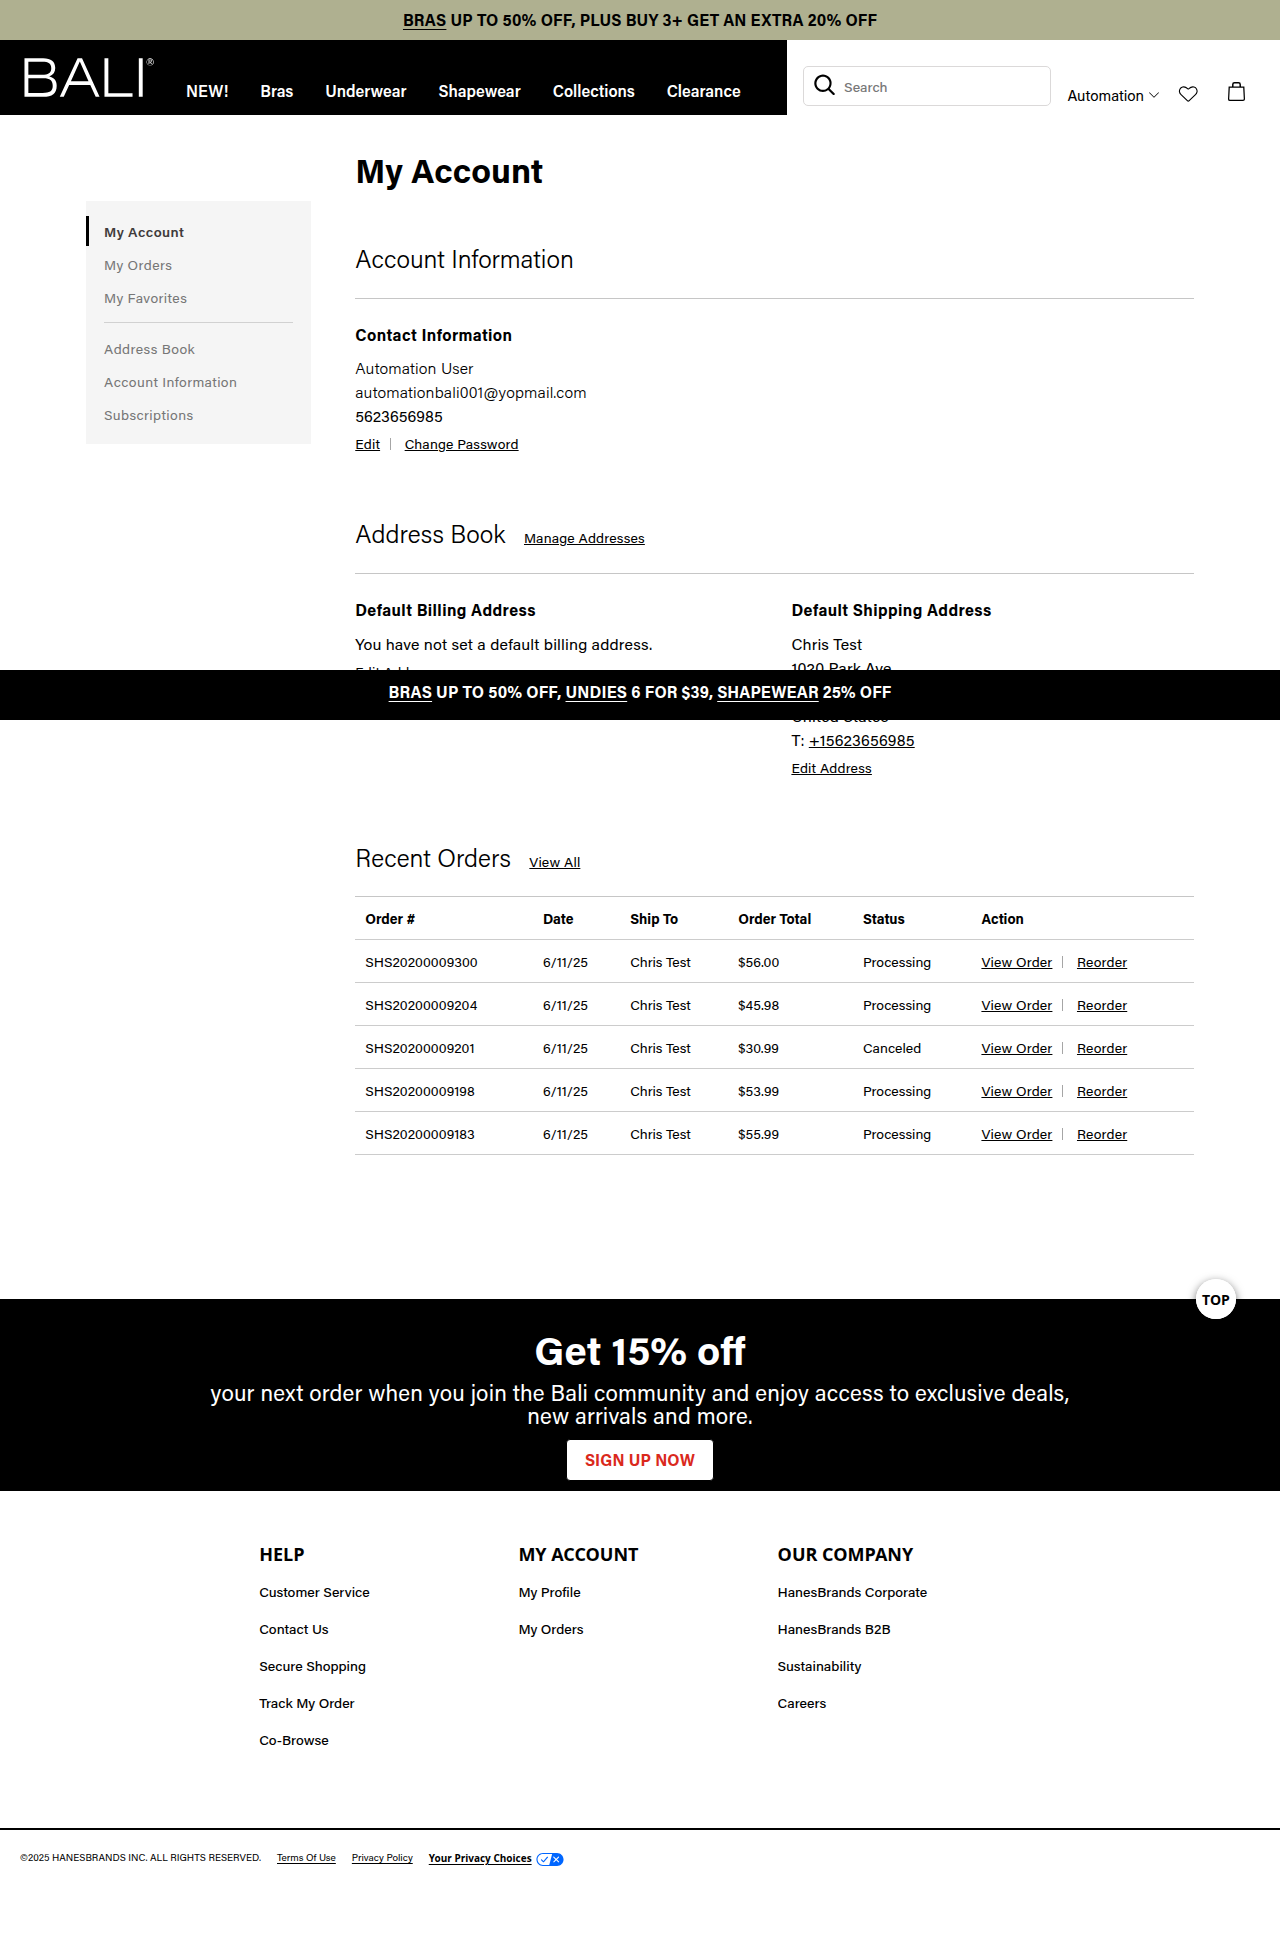 BRAS UP TO 50% OFF, PLUS BUY 3+ GET AN EXTRA 20% OFF
BALI®
NEW! Bras Underwear Shapewear Collections Clearance
Search
Automation
My Account
My Account
My Orders
My Favorites
Address Book
Account Information
Subscriptions
Account Information
Contact Information
Automation User
automationbali001@yopmail.com
5623656985
Edit Change Password
Address Book Manage Addresses
Default Billing Address
You have not set a default billing address.
Default Shipping Address
Chris Test
1020 Park Ave
BRAS UP TO 50% OFF, UNDIES 6 FOR $39, SHAPEWEAR 25% OFF
United States
T: +15623656985
Edit Address
Recent Orders View All
Order # Date Ship To Order Total Status Action
SHS20200009300 6/11/25 Chris Test $56.00 Processing View Order Reorder
SHS20200009204 6/11/25 Chris Test $45.98 Processing View Order Reorder
SHS20200009201 6/11/25 Chris Test $30.99 Canceled View Order Reorder
SHS20200009198 6/11/25 Chris Test $53.99 Processing View Order Reorder
SHS20200009183 6/11/25 Chris Test $55.99 Processing View Order Reorder
TOP
Get 15% off
your next order when you join the Bali community and enjoy access to exclusive deals,
new arrivals and more.
SIGN UP NOW
HELP
Customer Service
Contact Us
Secure Shopping
Track My Order
Co-Browse
MY ACCOUNT
My Profile
My Orders
OUR COMPANY
HanesBrands Corporate
HanesBrands B2B
Sustainability
Careers
©2025 HANESBRANDS INC. ALL RIGHTS RESERVED. Terms Of Use Privacy Policy Your Privacy Choices